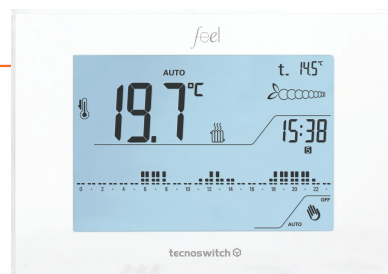 feel
AUTO
t- 14.5°C
19.7°C
15:38
5
0 · 2 · 4 · 6 · 8 · 10 · 12 · 14 · 16 · 18 · 20 · 22 ·
OFF
AUTO
tecnoswitch